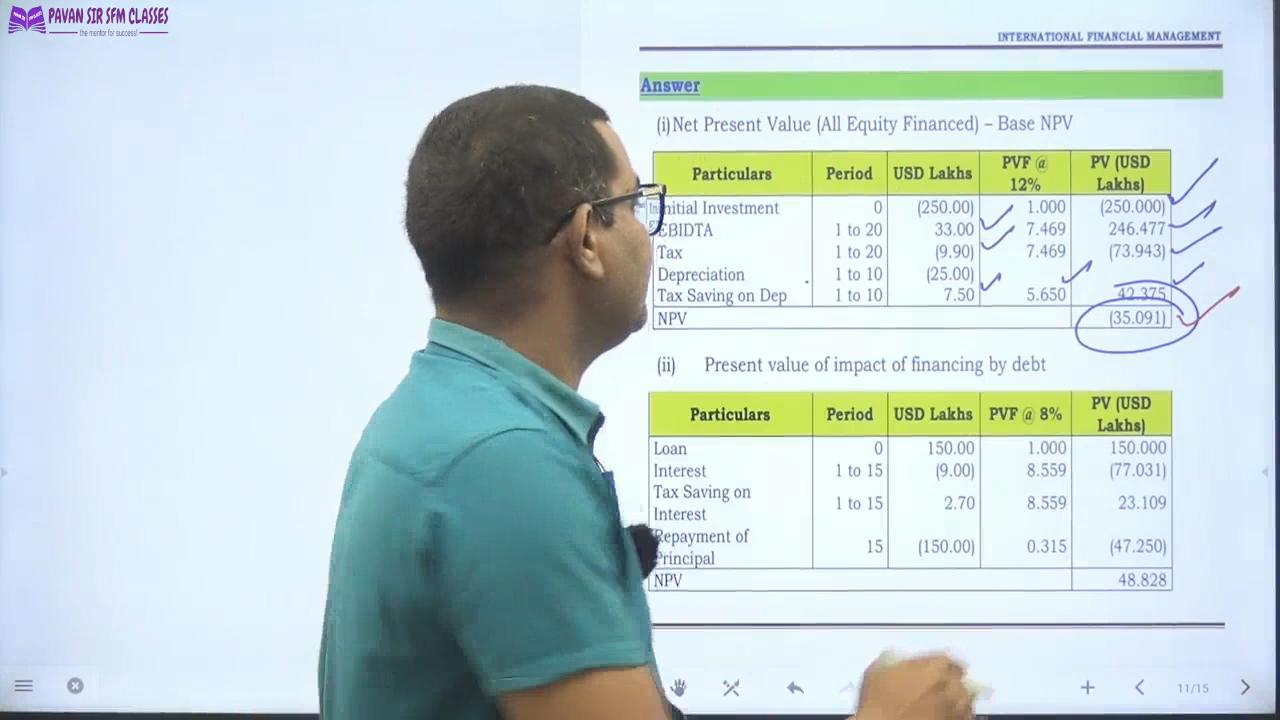 PAVAN SIR SFM CLASSES
the mentor for success!
INTERNATIONAL FINANCIAL MANAGEMENT
Answer
(i) Net Present Value (All Equity Financed) – Base NPV
Particulars Period USD Lakhs PVF @ 12% PV (USD Lakhs)
Initial Investment 0 (250.00) 1.000 (250.000)
EBIDTA 1 to 20 33.00 7.469 246.477
Tax 1 to 20 (9.90) 7.469 (73.943)
Depreciation 1 to 10 (25.00)
Tax Saving on Dep 1 to 10 7.50 5.650 42.375
NPV (35.091)
(ii) Present value of impact of financing by debt
Particulars Period USD Lakhs PVF @ 8% PV (USD Lakhs)
Loan 0 150.00 1.000 150.000
Interest 1 to 15 (9.00) 8.559 (77.031)
Tax Saving on Interest 1 to 15 2.70 8.559 23.109
Repayment of Principal 15 (150.00) 0.315 (47.250)
NPV 48.828
11/15